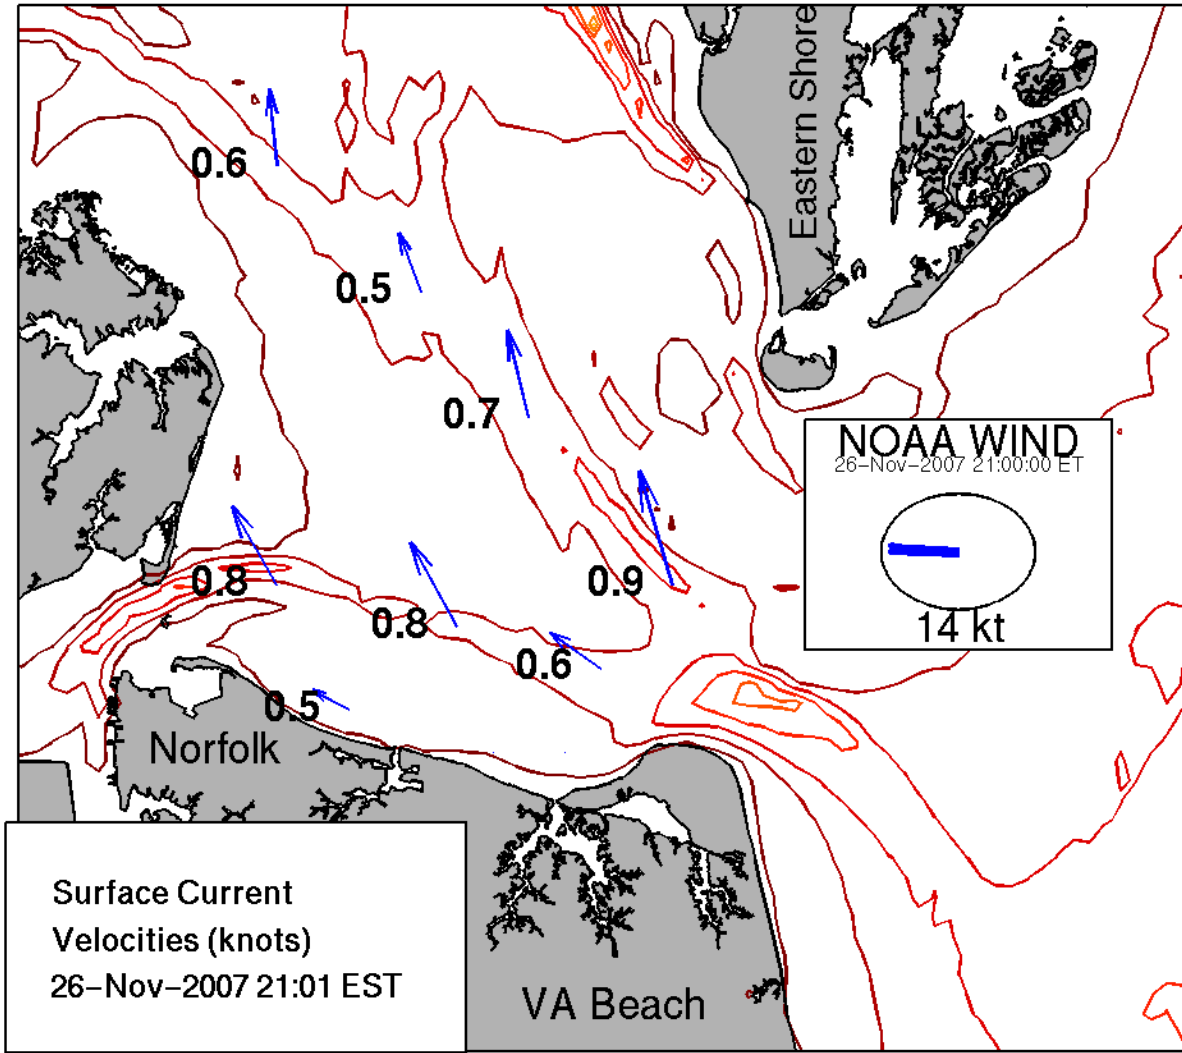 Eastern Shore
0.6
0.5
0.7
NOAA WIND
26-Nov-2007 21:00:00 ET
14 kt
0.8
0.9
0.8
0.6
0.5
Norfolk
Surface Current
Velocities (knots)
26-Nov-2007 21:01 EST
VA Beach